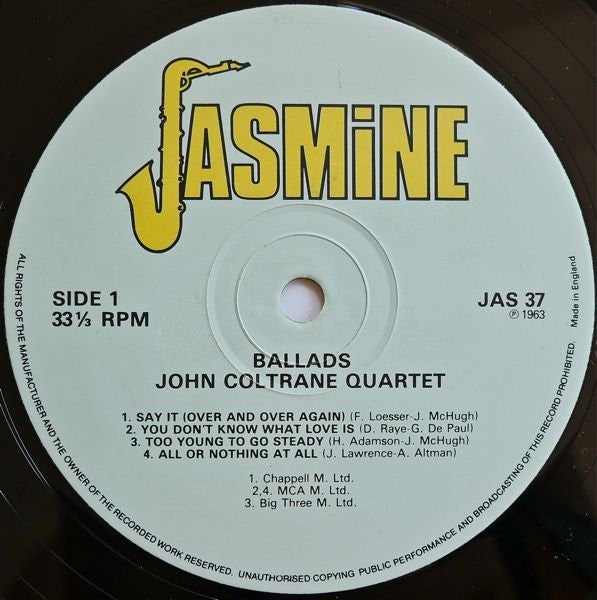 JASMiNE
SIDE 1
33⅓ RPM
JAS 37
℗ 1963
Made in England
BALLADS
JOHN COLTRANE QUARTET
1. SAY IT (OVER AND OVER AGAIN) (F. Loesser-J. McHugh)
2. YOU DON'T KNOW WHAT LOVE IS (D. Raye-G. De Paul)
3. TOO YOUNG TO GO STEADY (H. Adamson-J. McHugh)
4. ALL OR NOTHING AT ALL (J. Lawrence-A. Altman)
1. Chappell M. Ltd.
2,4. MCA M. Ltd.
3. Big Three M. Ltd.
ALL RIGHTS OF THE MANUFACTURER AND THE OWNER OF THE RECORDED WORK RESERVED. UNAUTHORISED COPYING PUBLIC PERFORMANCE AND BROADCASTING OF THIS RECORD PROHIBITED.